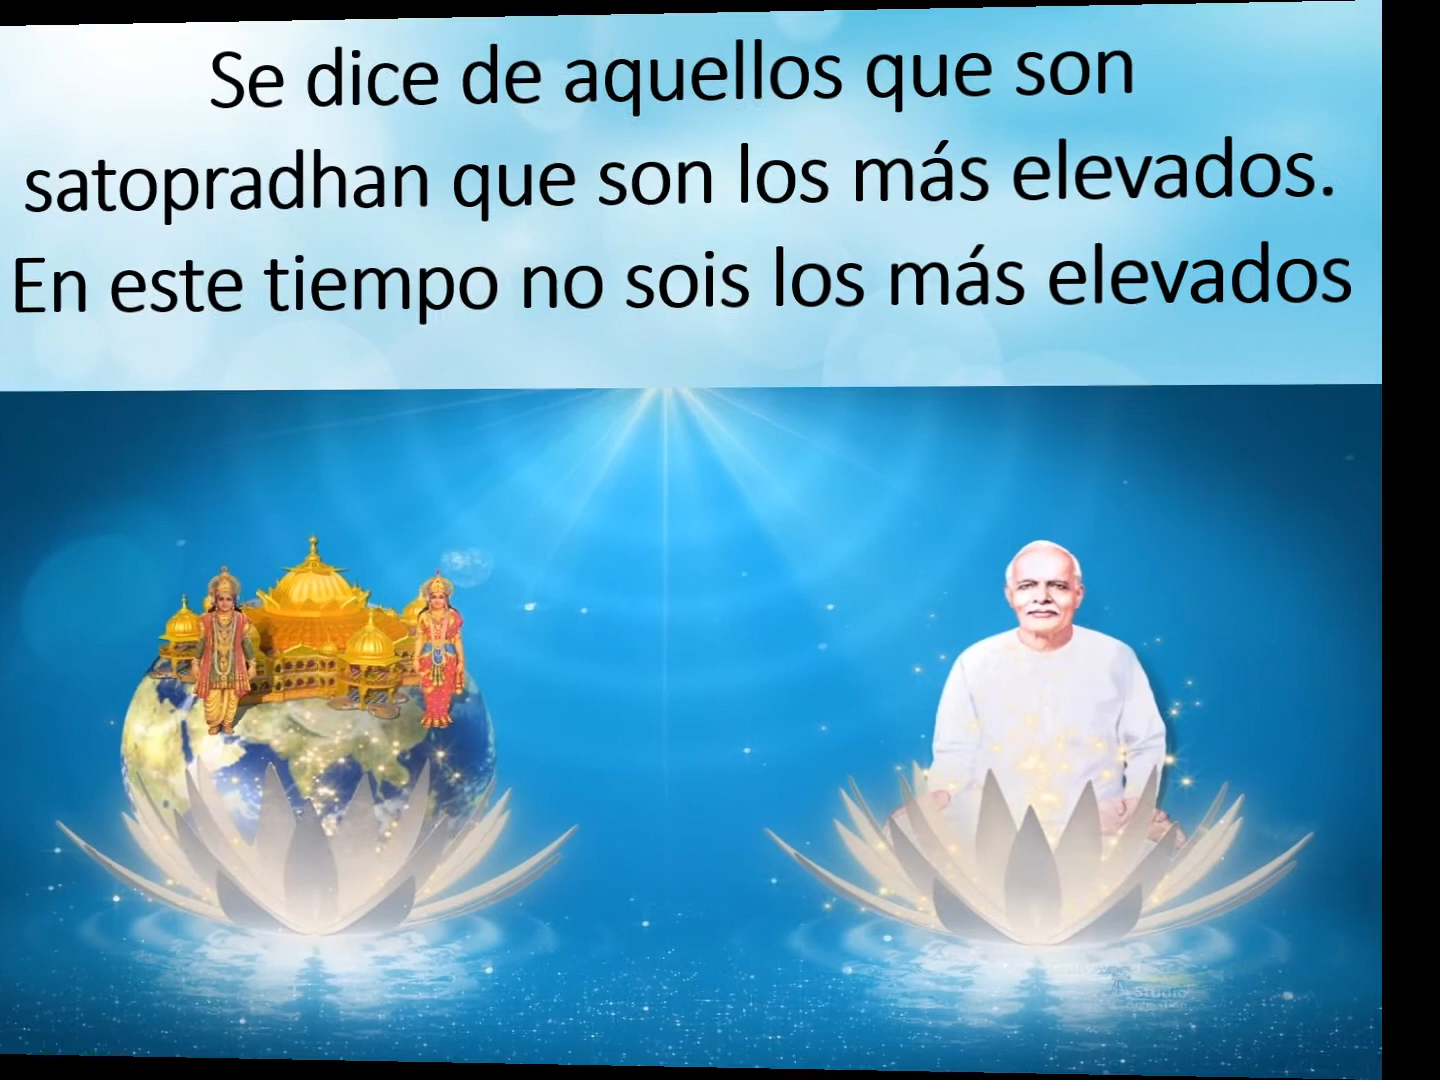 Se dice de aquellos que son
satopradhan que son los más elevados.
En este tiempo no sois los más elevados